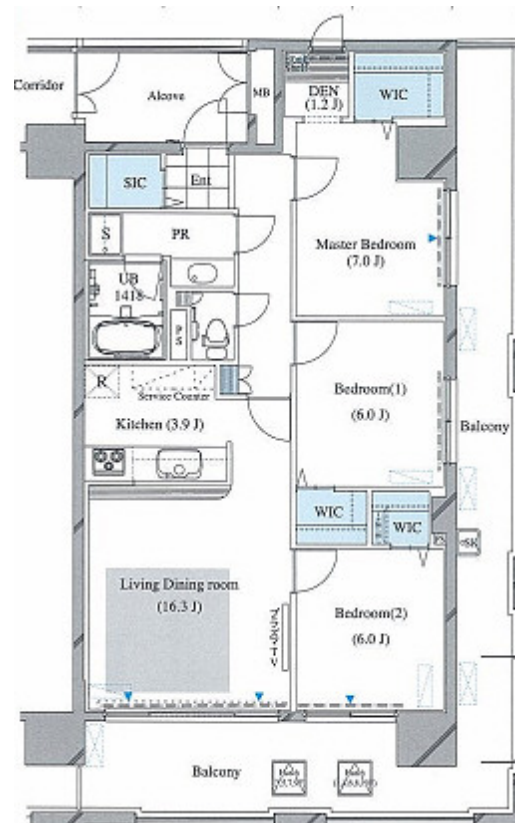 Corridor
Alcove
MB
DEN
(1.2 J)
WIC
SIC
Ent
S
PR
Master Bedroom
(7.0 J)
UB
1418
PS
R
Service Counter
Kitchen (3.9 J)
Bedroom(1)
(6.0 J)
Balcony
WIC
WIC
PS
SK
Living Dining room
(16.3 J)
Bedroom(2)
(6.0 J)
Balcony